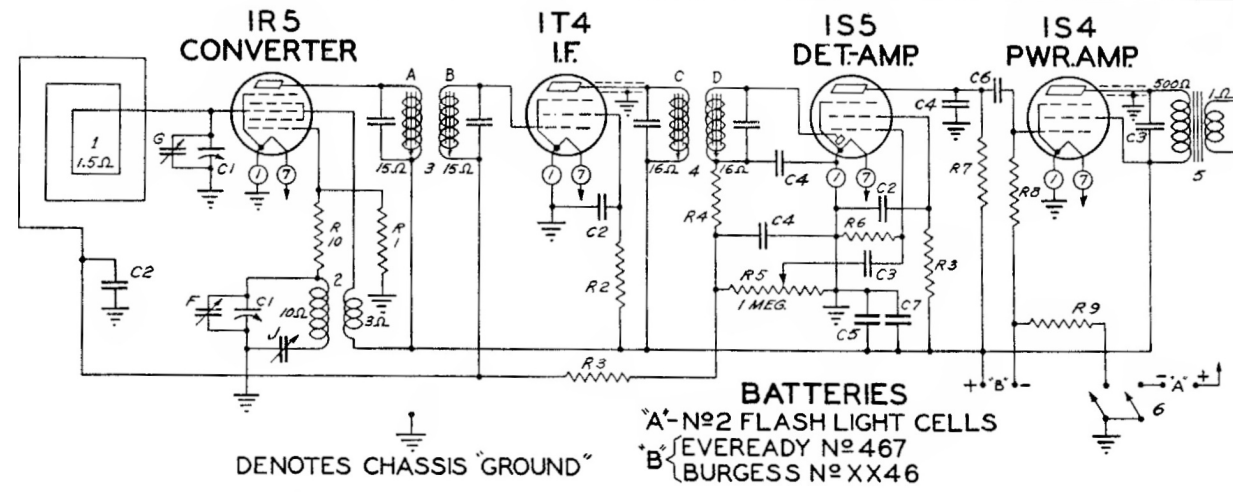 IR5
CONVERTER
IT4
I.F.
IS5
DET.-AMP.
IS4
PWR.AMP.
A
B
C
D
C6
C4
500Ω
1Ω
1
1.5Ω
G
C1
1
7
15Ω
3
15Ω
1
7
16Ω
4
16Ω
C4
1
7
R7
R8
1
7
C3
5
C2
R
10
R
1
C2
R2
R4
C4
C2
R6
C3
R3
F
C1
2
10Ω
3Ω
J
R5
1 MEG.
C5
C7
R9
R3
+ "B" -
- "A" +
6
BATTERIES
"A"-Nº2 FLASH LIGHT CELLS
"B" { EVEREADY Nº467
BURGESS Nº XX46
DENOTES CHASSIS "GROUND"